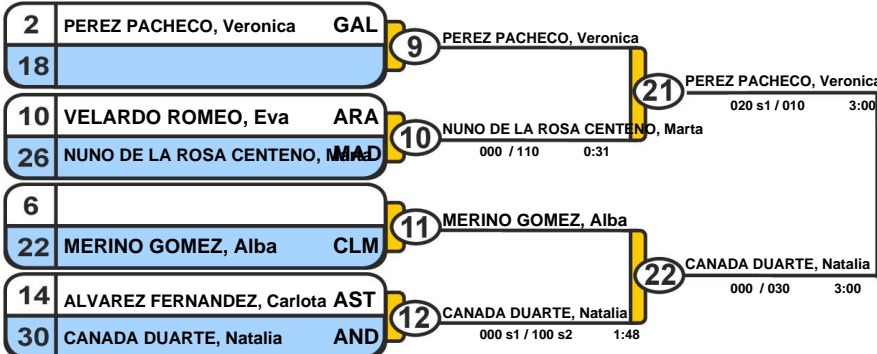 2 PEREZ PACHECO, Veronica GAL
18
9
PEREZ PACHECO, Veronica
10 VELARDO ROMEO, Eva ARA
26 NUNO DE LA ROSA CENTENO, Marta MAD
10
NUNO DE LA ROSA CENTENO, Marta
000 / 110 0:31
21
PEREZ PACHECO, Veronica
020 s1 / 010 3:00
6
22 MERINO GOMEZ, Alba CLM
11
MERINO GOMEZ, Alba
14 ALVAREZ FERNANDEZ, Carlota AST
30 CANADA DUARTE, Natalia AND
12
CANADA DUARTE, Natalia
000 s1 / 100 s2 1:48
22
CANADA DUARTE, Natalia
000 / 030 3:00